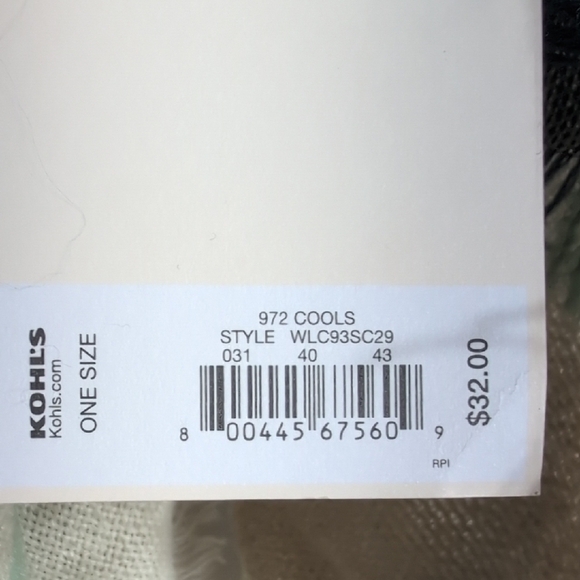 KOHL'S
Kohls.com
ONE SIZE
972 COOLS
STYLE WLC93SC29
031 40 43
8 00445 67560 9
$32.00
RPI